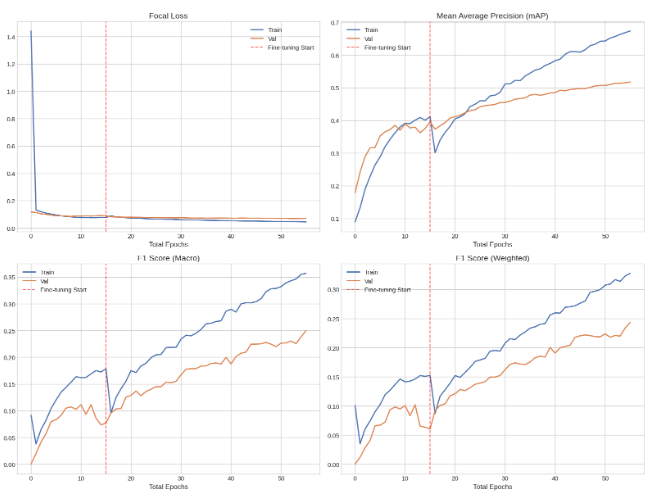 Focal Loss
Train
Val
Fine-tuning Start
1.4
1.2
1.0
0.8
0.6
0.4
0.2
0.0
0 10 20 30 40 50
Total Epochs
Mean Average Precision (mAP)
Train
Val
Fine-tuning Start
0.7
0.6
0.5
0.4
0.3
0.2
0.1
0 10 20 30 40 50
Total Epochs
F1 Score (Macro)
Train
Val
Fine-tuning Start
0.35
0.30
0.25
0.20
0.15
0.10
0.05
0.00
0 10 20 30 40 50
Total Epochs
F1 Score (Weighted)
Train
Val
Fine-tuning Start
0.30
0.25
0.20
0.15
0.10
0.05
0.00
0 10 20 30 40 50
Total Epochs